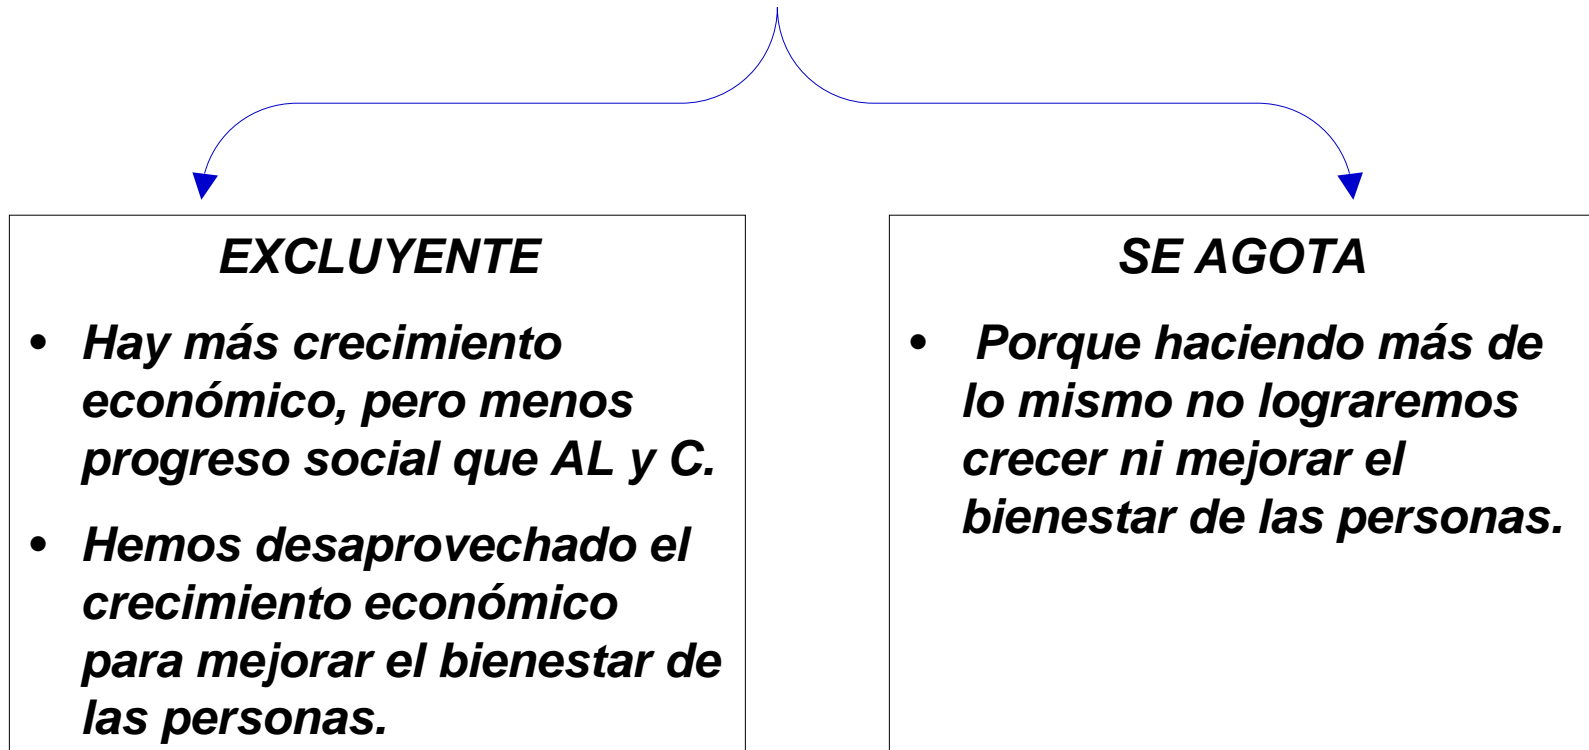 EXCLUYENTE
• Hay más crecimiento
económico, pero menos
progreso social que AL y C.
• Hemos desaprovechado el
crecimiento económico
para mejorar el bienestar de
las personas.
SE AGOTA
• Porque haciendo más de
lo mismo no lograremos
crecer ni mejorar el
bienestar de las personas.